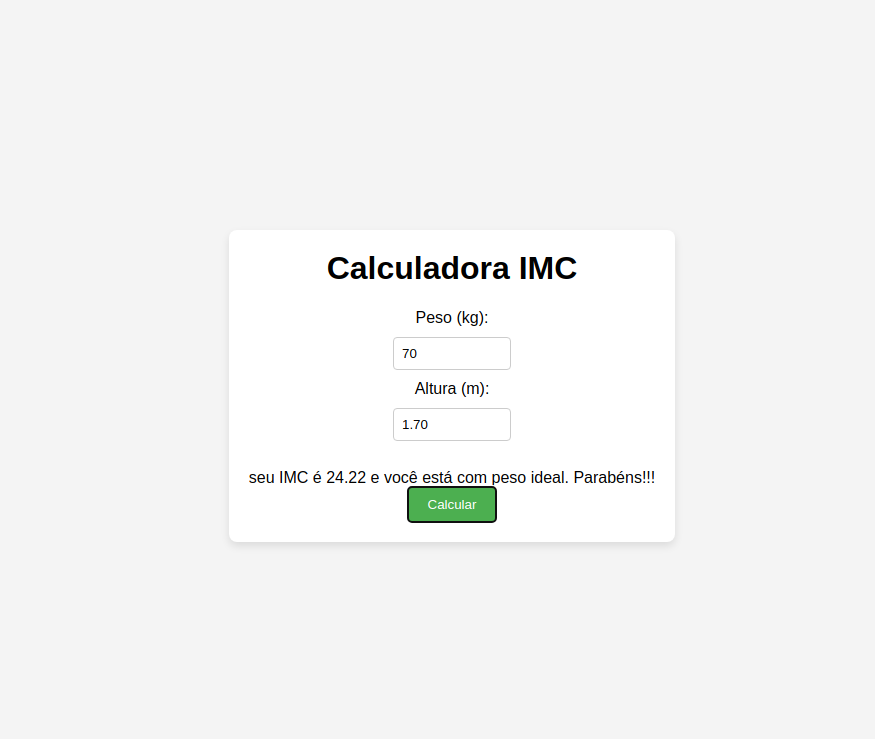 Calculadora IMC
Peso (kg):
70
Altura (m):
1.70
seu IMC é 24.22 e você está com peso ideal. Parabéns!!!
Calcular